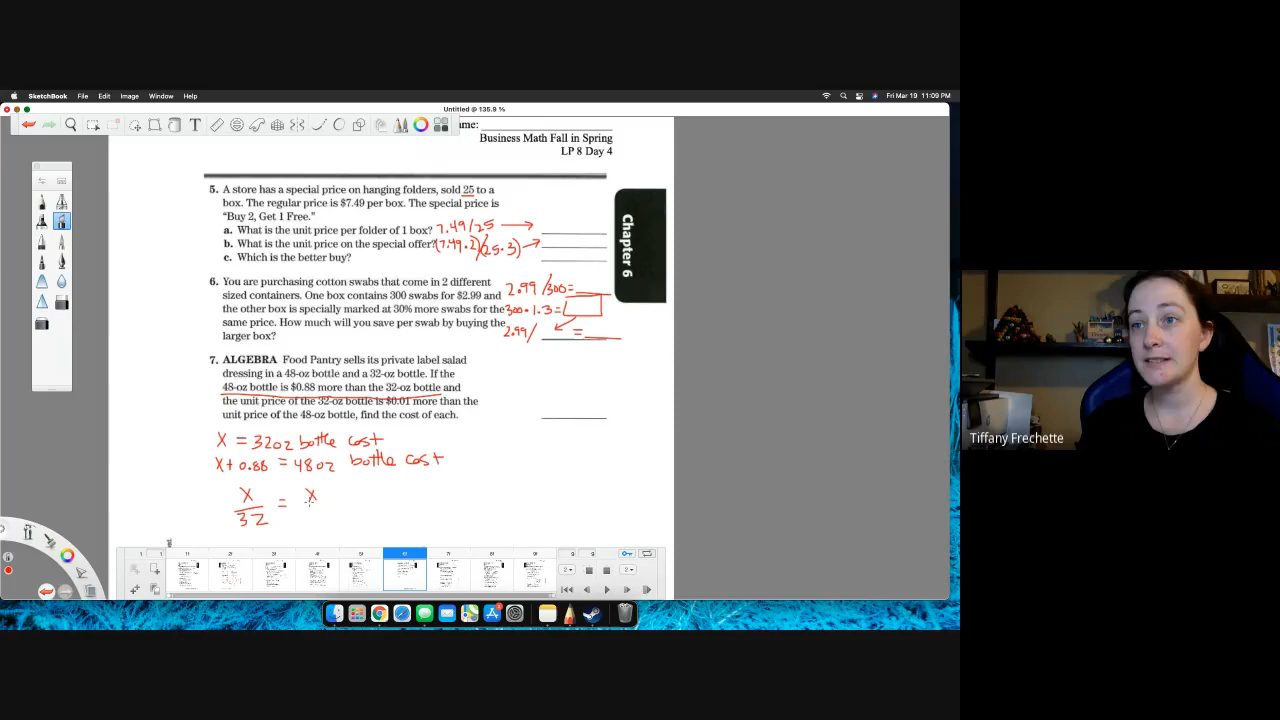 SketchBook File Edit Image Window Help
Fri Mar 19 11:09 PM
Untitled @ 135.9 %
ame:
Business Math Fall in Spring
LP 8 Day 4
5. A store has a special price on hanging folders, sold 25 to a
box. The regular price is $7.49 per box. The special price is
"Buy 2, Get 1 Free."
a. What is the unit price per folder of 1 box? 7.49/25 →
b. What is the unit price on the special offer? (7.49·2)/(25·3) →
c. Which is the better buy?
Chapter 6
6. You are purchasing cotton swabs that come in 2 different
sized containers. One box contains 300 swabs for $2.99 and
the other box is specially marked at 30% more swabs for the
same price. How much will you save per swab by buying the
larger box?
2.99/300=
300·1.3=
2.99/ =
7. ALGEBRA Food Pantry sells its private label salad
dressing in a 48-oz bottle and a 32-oz bottle. If the
48-oz bottle is $0.88 more than the 32-oz bottle and
the unit price of the 32-oz bottle is $0.01 more than the
unit price of the 48-oz bottle, find the cost of each.
X = 32oz bottle cost
X + 0.88 = 48oz bottle cost
X/32 = X
Tiffany Frechette